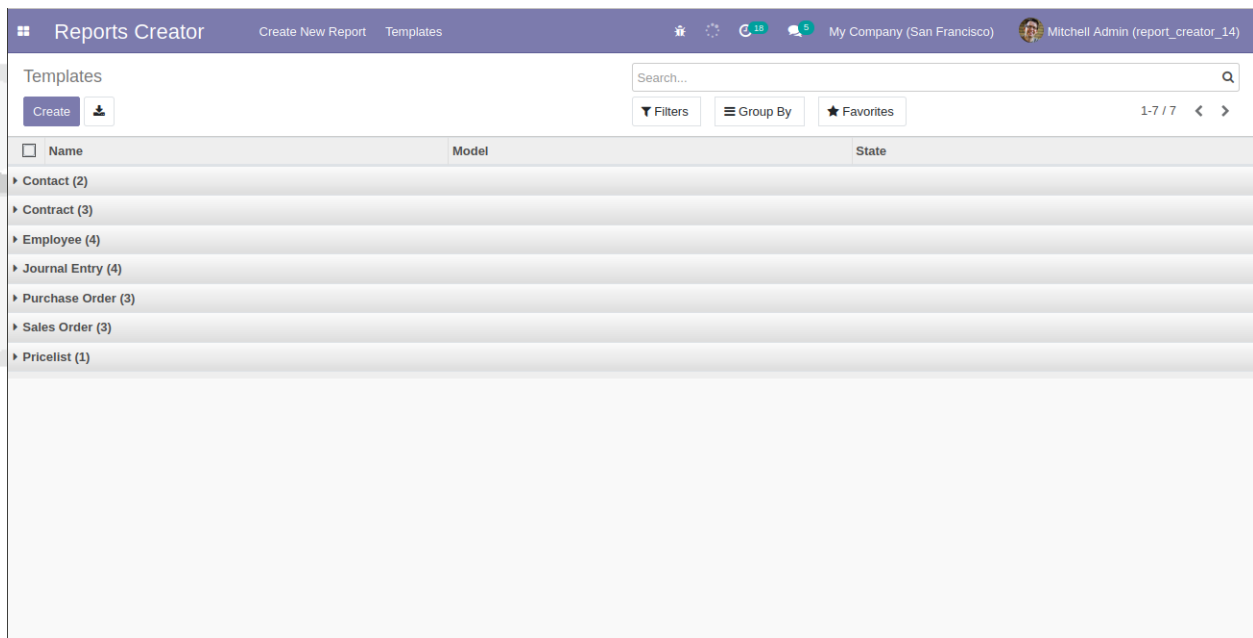 Reports Creator Create New Report Templates 18 5 My Company (San Francisco) Mitchell Admin (report_creator_14)
Templates Search...
Create Filters Group By Favorites 1-7 / 7
Name Model State
Contact (2)
Contract (3)
Employee (4)
Journal Entry (4)
Purchase Order (3)
Sales Order (3)
Pricelist (1)